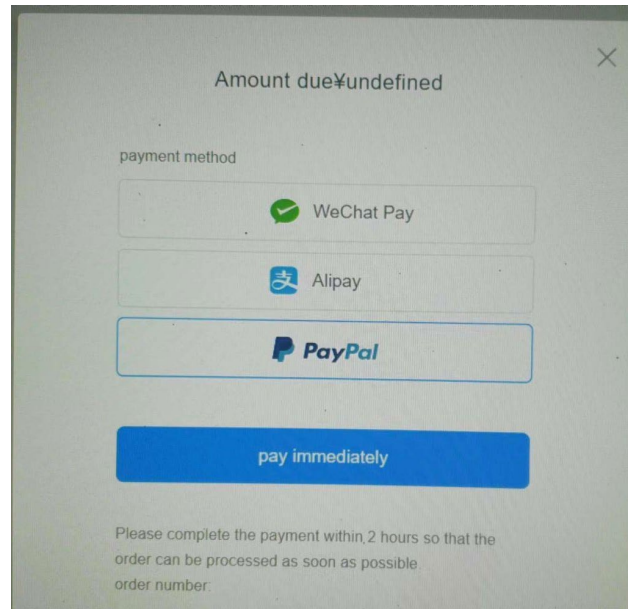 Amount due¥undefined
payment method
WeChat Pay
支 Alipay
PayPal
pay immediately
Please complete the payment within 2 hours so that the
order can be processed as soon as possible
order number: